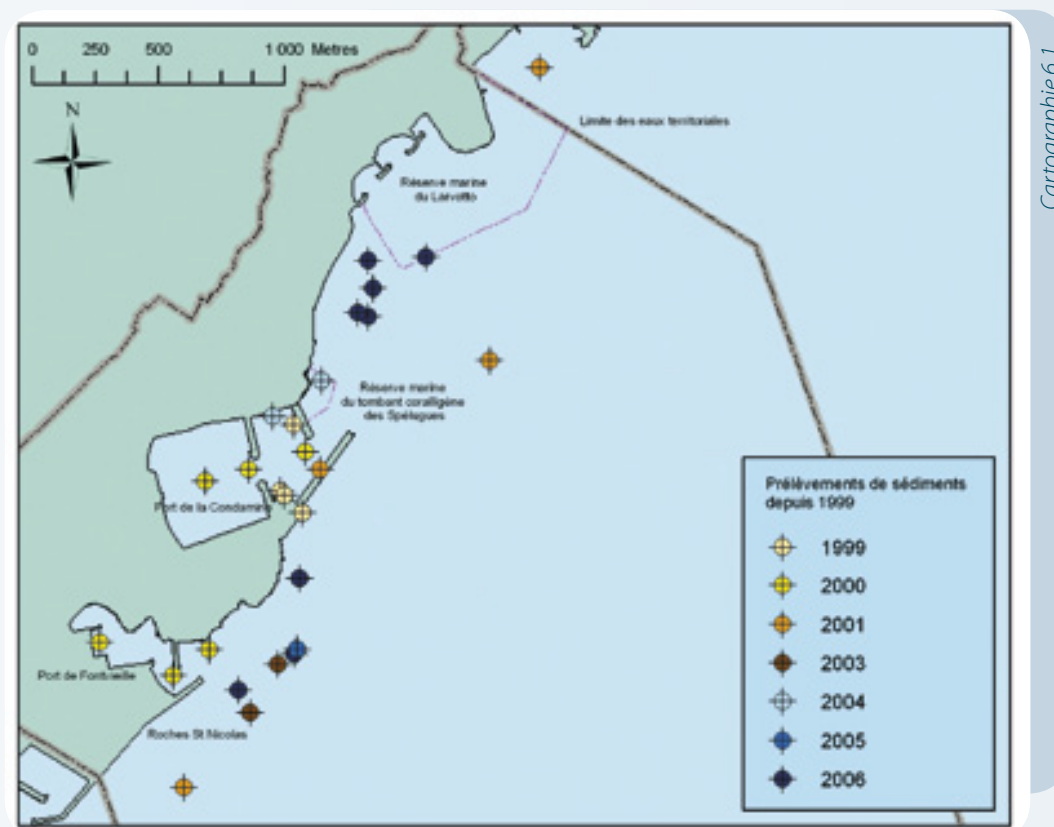 0 250 500 1 000 Metres
N
Limite des eaux territoriales
Réserve marine
du Larvotto
Réserve marine
du tombant coralligène
des Spélugues
Port de la Condamine
Port de Fontvieille
Roches St Nicolas
Prélèvements de sédiments
depuis 1999
1999
2000
2001
2003
2004
2005
2006
Cartographie 6.1